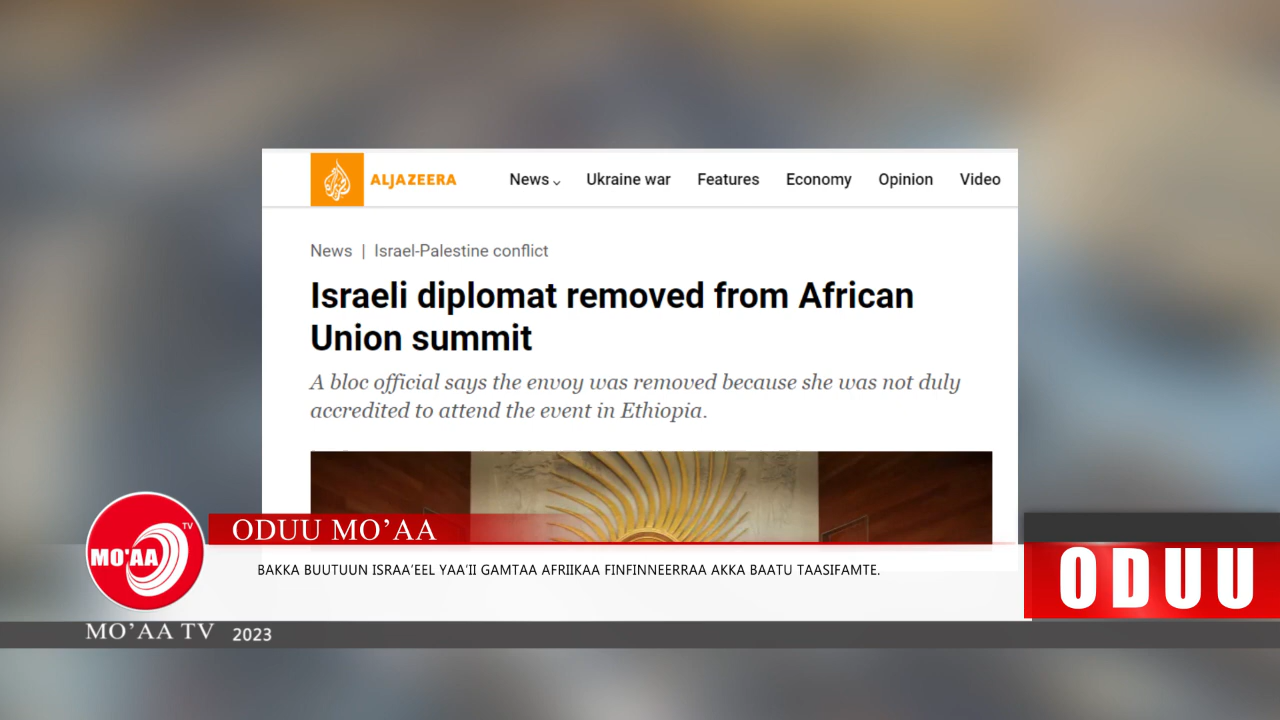 ALJAZEERA News Ukraine war Features Economy Opinion Video
News | Israel-Palestine conflict
Israeli diplomat removed from African
Union summit
A bloc official says the envoy was removed because she was not duly
accredited to attend the event in Ethiopia.
TV
MO'AA
ODUU MO’AA
BAKKA BUUTUUN ISRAA’EEL YAA’II GAMTAA AFRIIKAA FINFINNEERRAA AKKA BAATU TAASIFAMTE.
ODUU
MO’AA TV 2023